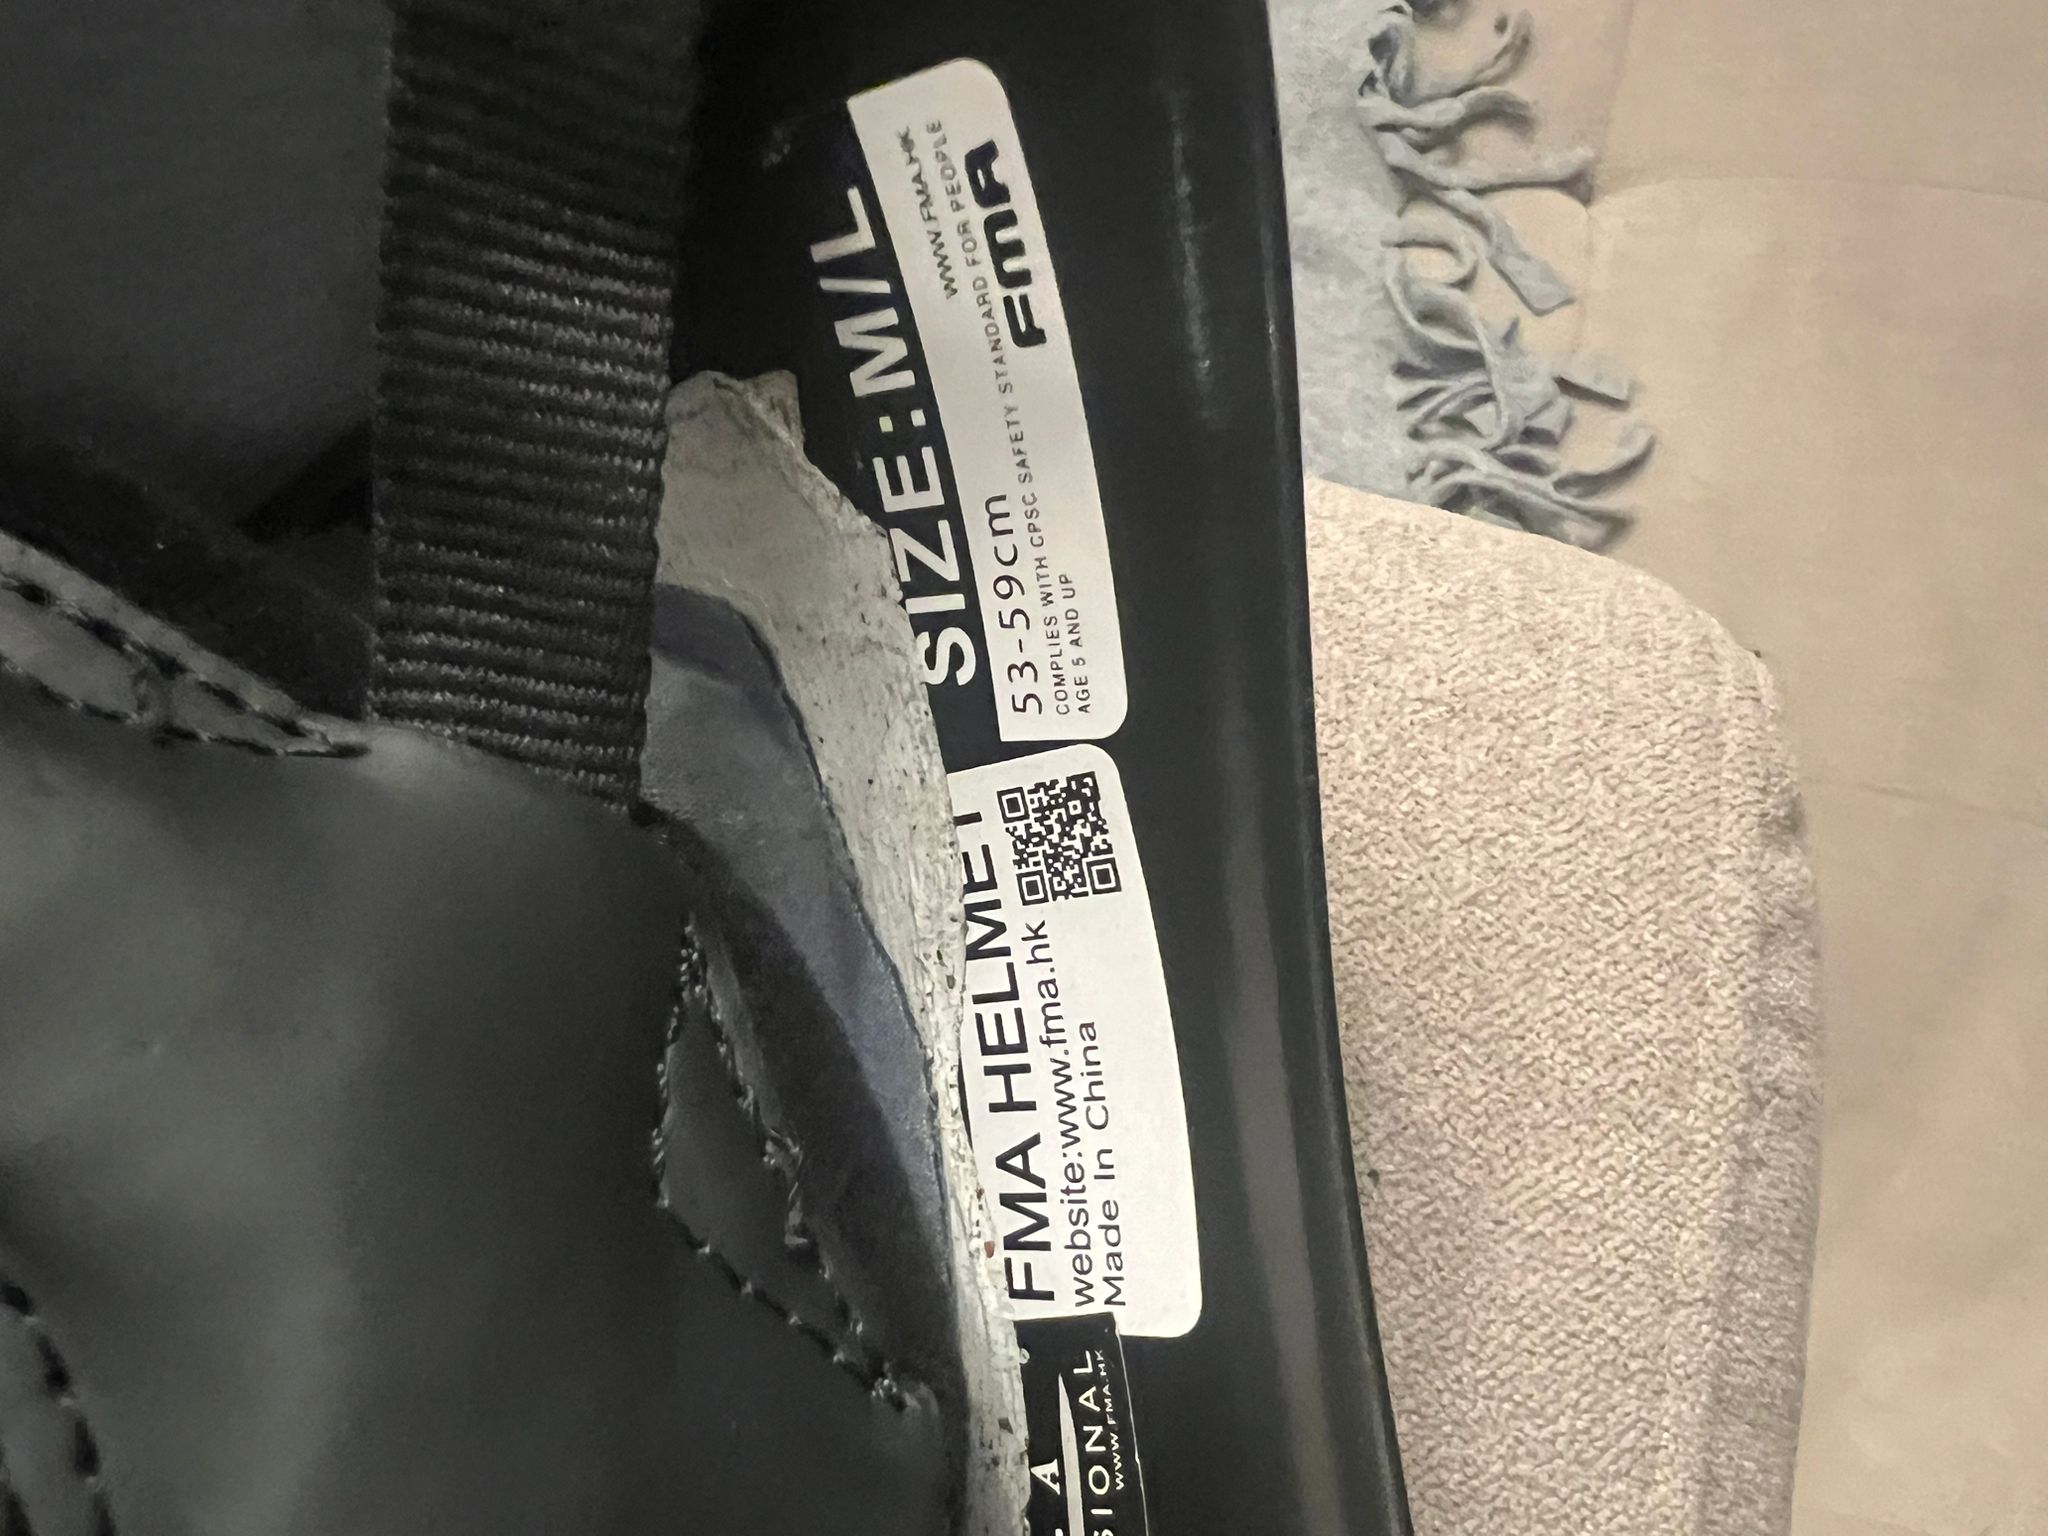 SIZE:M/L
WWW.FMA.HK
53-59cm
COMPLIES WITH CPSC SAFETY STANDARD FOR PEOPLE
AGE 5 AND UP
FMA
FMA HELMET
website:www.fma.hk
Made In China
A
SIONAL
WWW.FMA.HK